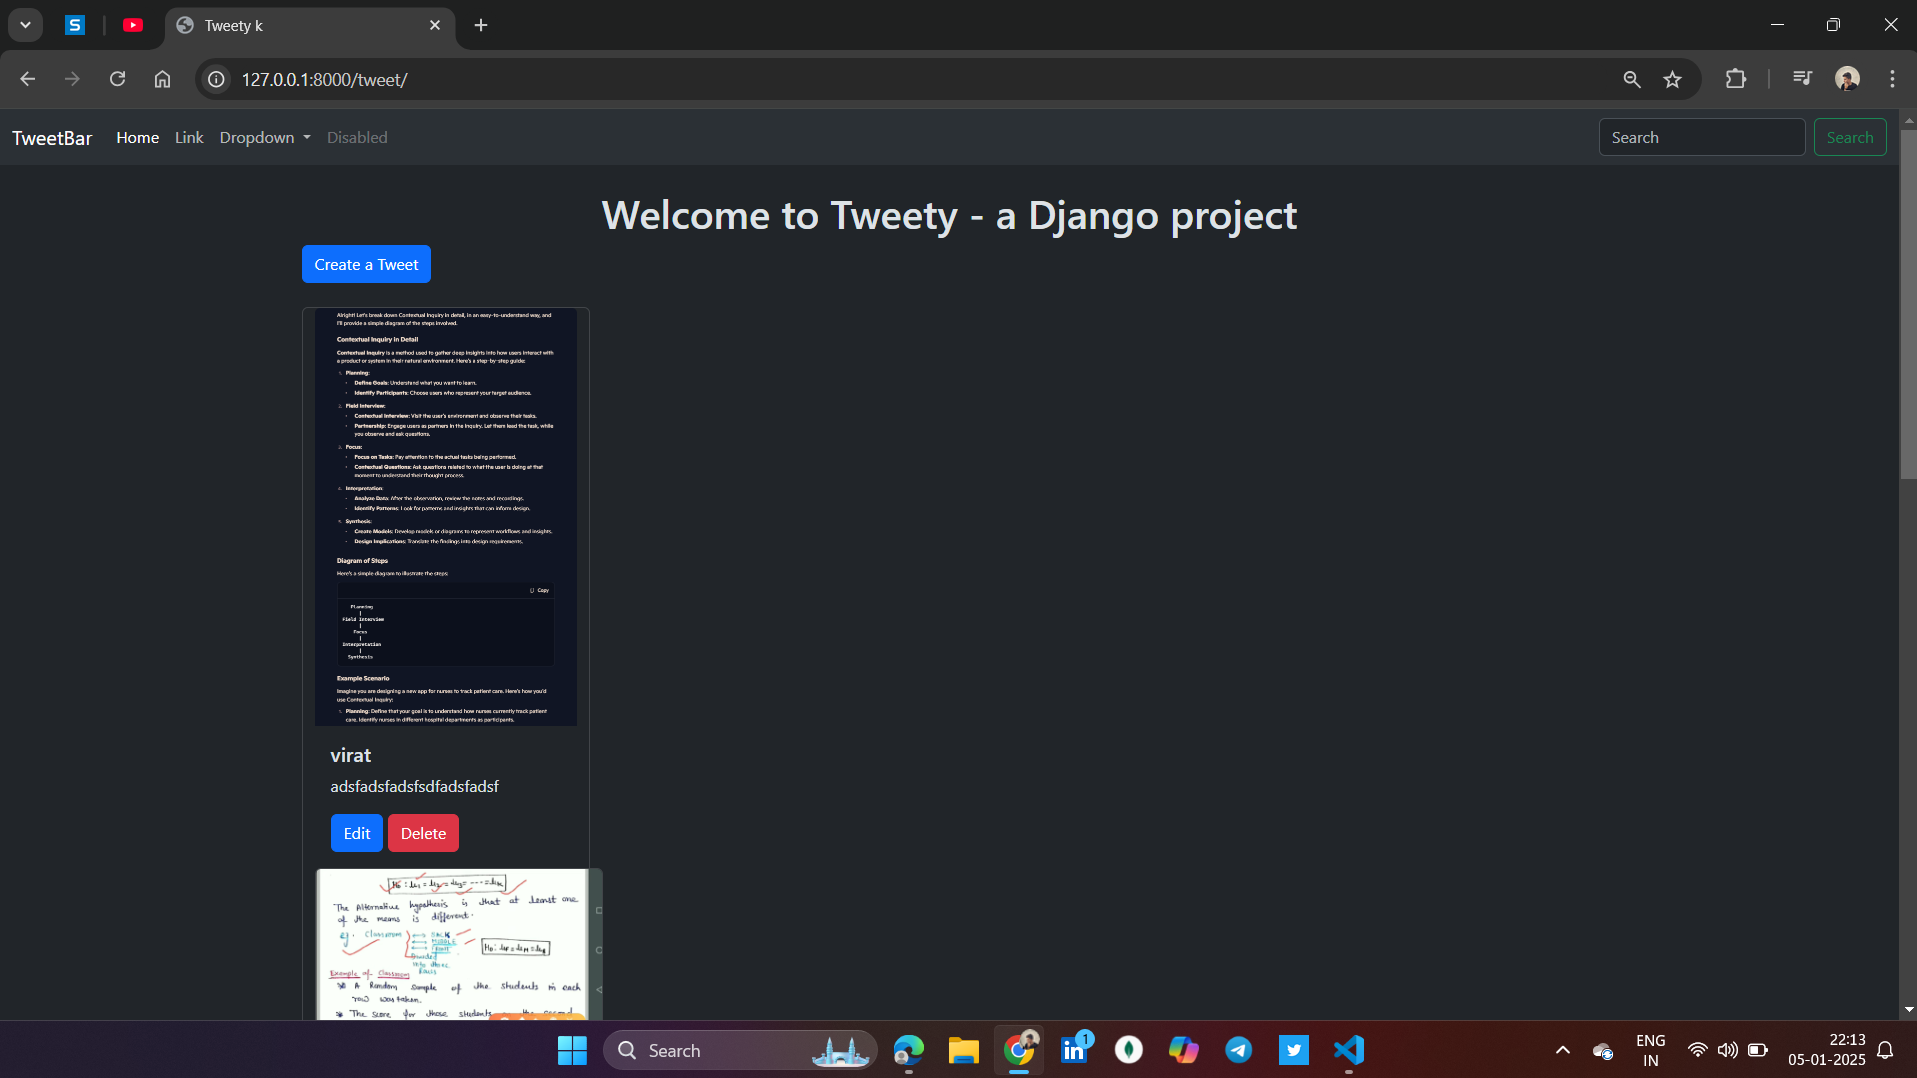 Tweety k
127.0.0.1:8000/tweet/
TweetBar Home Link Dropdown Disabled Search Search
Welcome to Tweety - a Django project
Create a Tweet
Alright! Let's break down Contextual Inquiry in detail, in an easy-to-understand way, and
I'll provide a simple diagram of the steps involved.
Contextual Inquiry in Detail
Contextual Inquiry is a method used to gather deep insights into how users interact with
a product or system in their natural environment. Here's a step-by-step guide:
1. Planning:
• Define Goals: Understand what you want to learn.
• Identify Participants: Choose users who represent your target audience.
2. Field Interview:
• Contextual Interview: Visit the user's environment and observe their tasks.
• Partnership: Engage users as partners in the inquiry. Let them lead the task, while
you observe and ask questions.
3. Focus:
• Focus on Tasks: Pay attention to the actual tasks being performed.
• Contextual Questions: Ask questions related to what the user is doing at that
moment to understand their thought process.
4. Interpretation:
• Analyze Data: After the observation, review the notes and recordings.
• Identify Patterns: Look for patterns and insights that can inform design.
5. Synthesis:
• Create Models: Develop models or diagrams to represent workflows and insights.
• Design Implications: Translate the findings into design requirements.
Diagram of Steps
Here's a simple diagram to illustrate the steps:
Copy
Planning
|
Field Interview
|
Focus
|
Interpretation
|
Synthesis
Example Scenario
Imagine you are designing a new app for nurses to track patient care. Here's how you'd
use Contextual Inquiry:
1. Planning: Define that your goal is to understand how nurses currently track patient
care. Identify nurses in different hospital departments as participants.
virat
adsfadsfadsfsdfadsfadsf
Edit Delete
The Alternative hypothesis is that at least one
of the means is different.
eg. Classroom BACK
MIDDLE
FRONT
Divided
into three
Rows
Example of Classroom
A Random Sample of the students in each
row was taken
The score for those students
Search
1
ENG
IN
22:13
05-01-2025